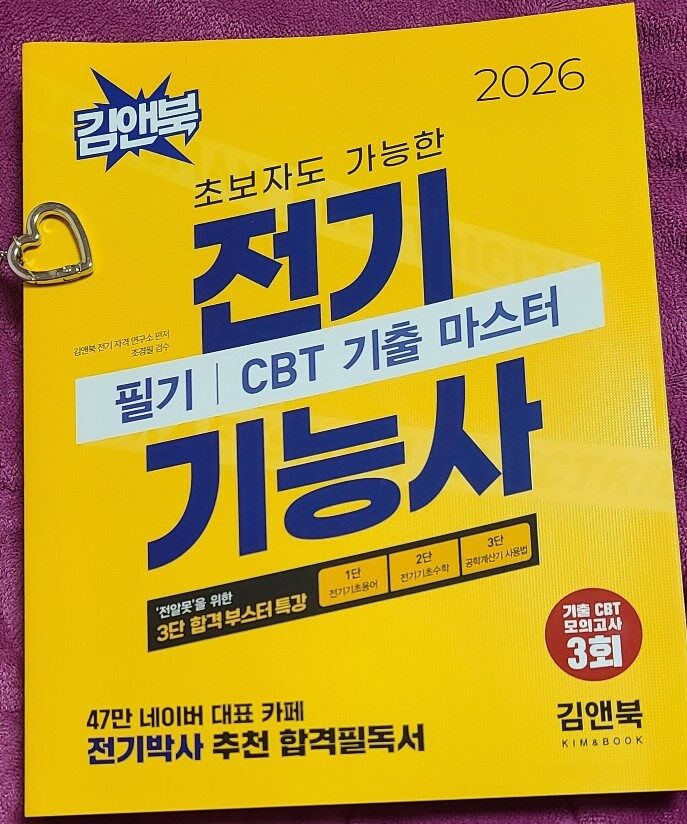 김앤북
2026
초보자도 가능한
전기
김앤북 전기 자격 연구소 편저
조경필 검수
필기 | CBT 기출 마스터
기능사
'전알못'을 위한
3단 합격 부스터 특강
1단
전기기초용어
2단
전기기초수학
3단
공학계산기 사용법
기출 CBT
모의고사
3회
47만 네이버 대표 카페
전기박사 추천 합격필독서
김앤북
KIM&BOOK